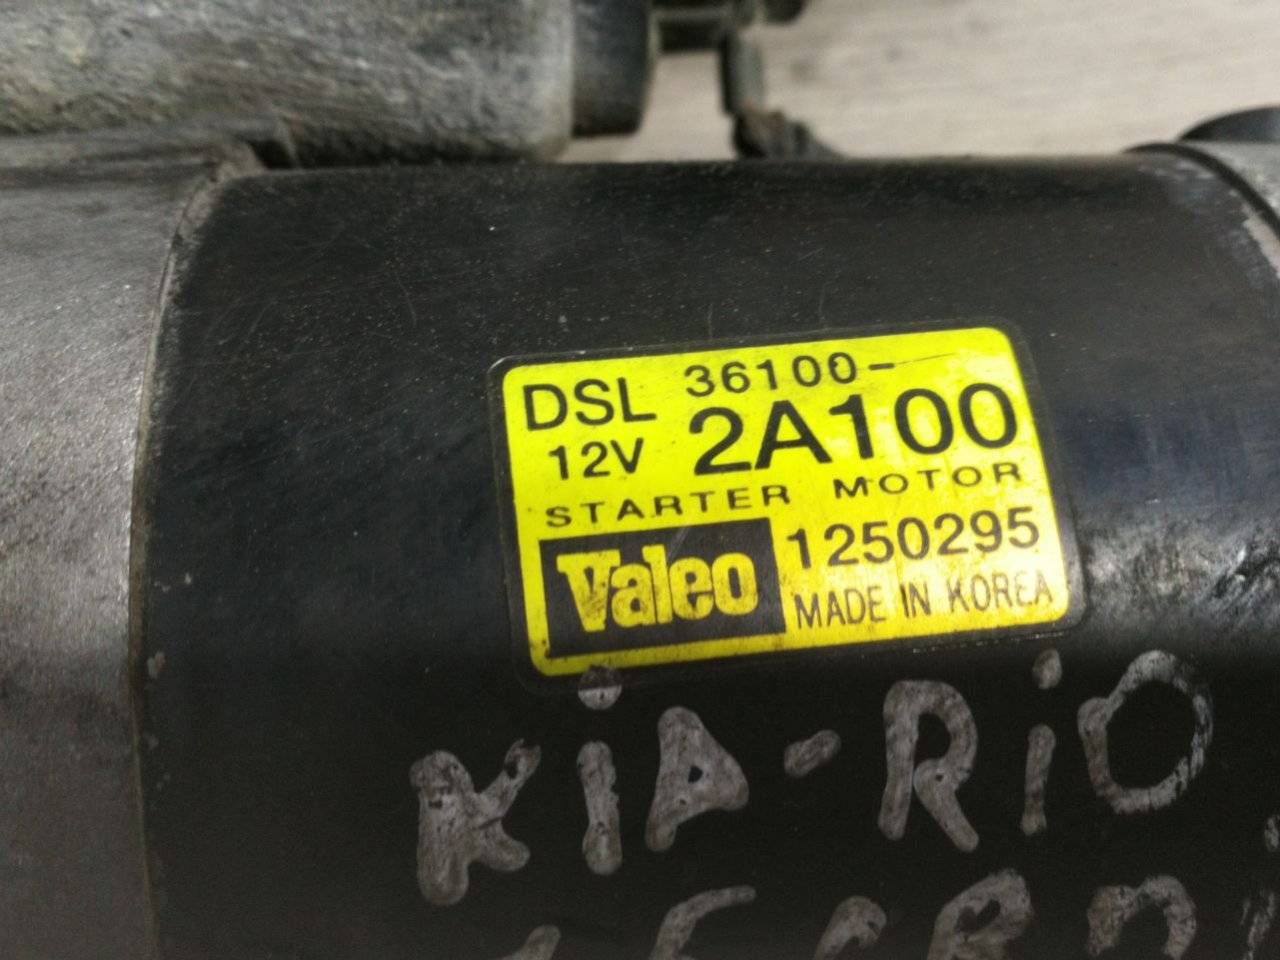 DSL 36100-
12V 2A100
STARTER MOTOR
Valeo 1250295
MADE IN KOREA
KiA-RiO